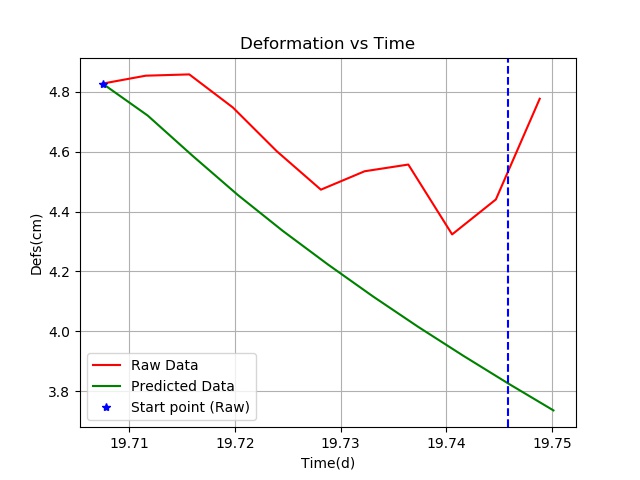 Deformation vs Time
4.8
4.6
4.4
4.2
4.0
3.8
Defs(cm)
Raw Data
Predicted Data
Start point (Raw)
19.71 19.72 19.73 19.74 19.75
Time(d)